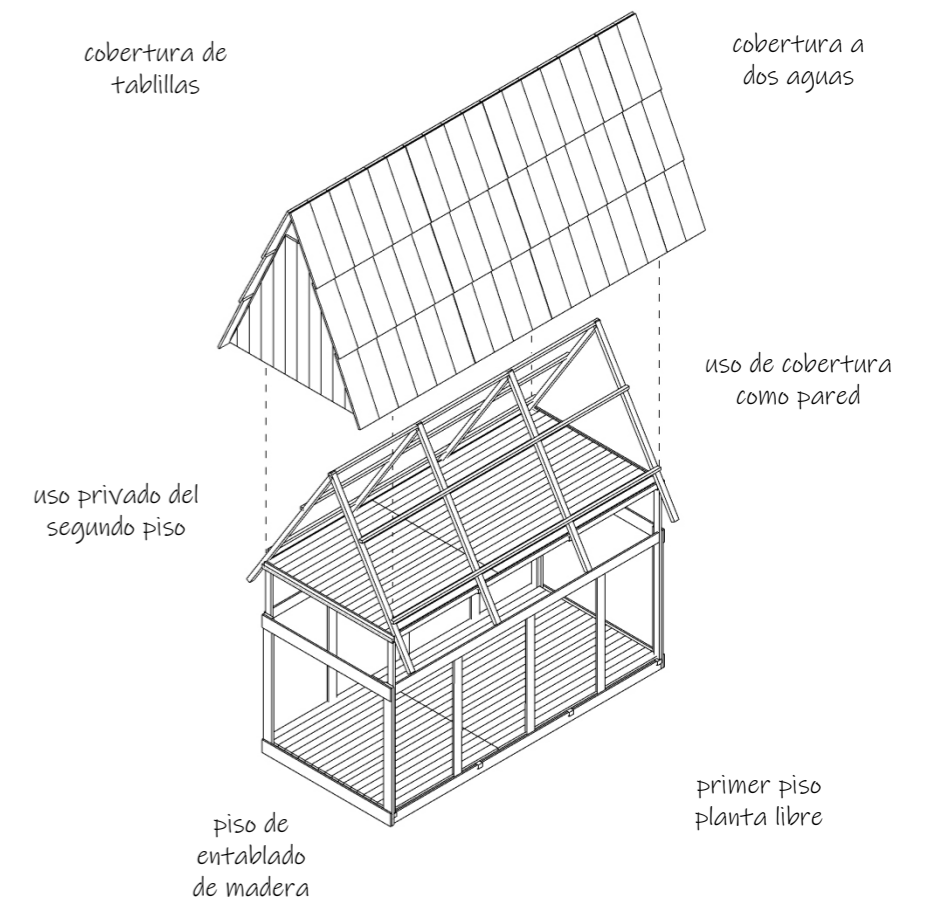 cobertura de
tablillas
cobertura a
dos aguas
uso de cobertura
como pared
uso privado del
segundo piso
primer piso
planta libre
piso de
entablado
de madera